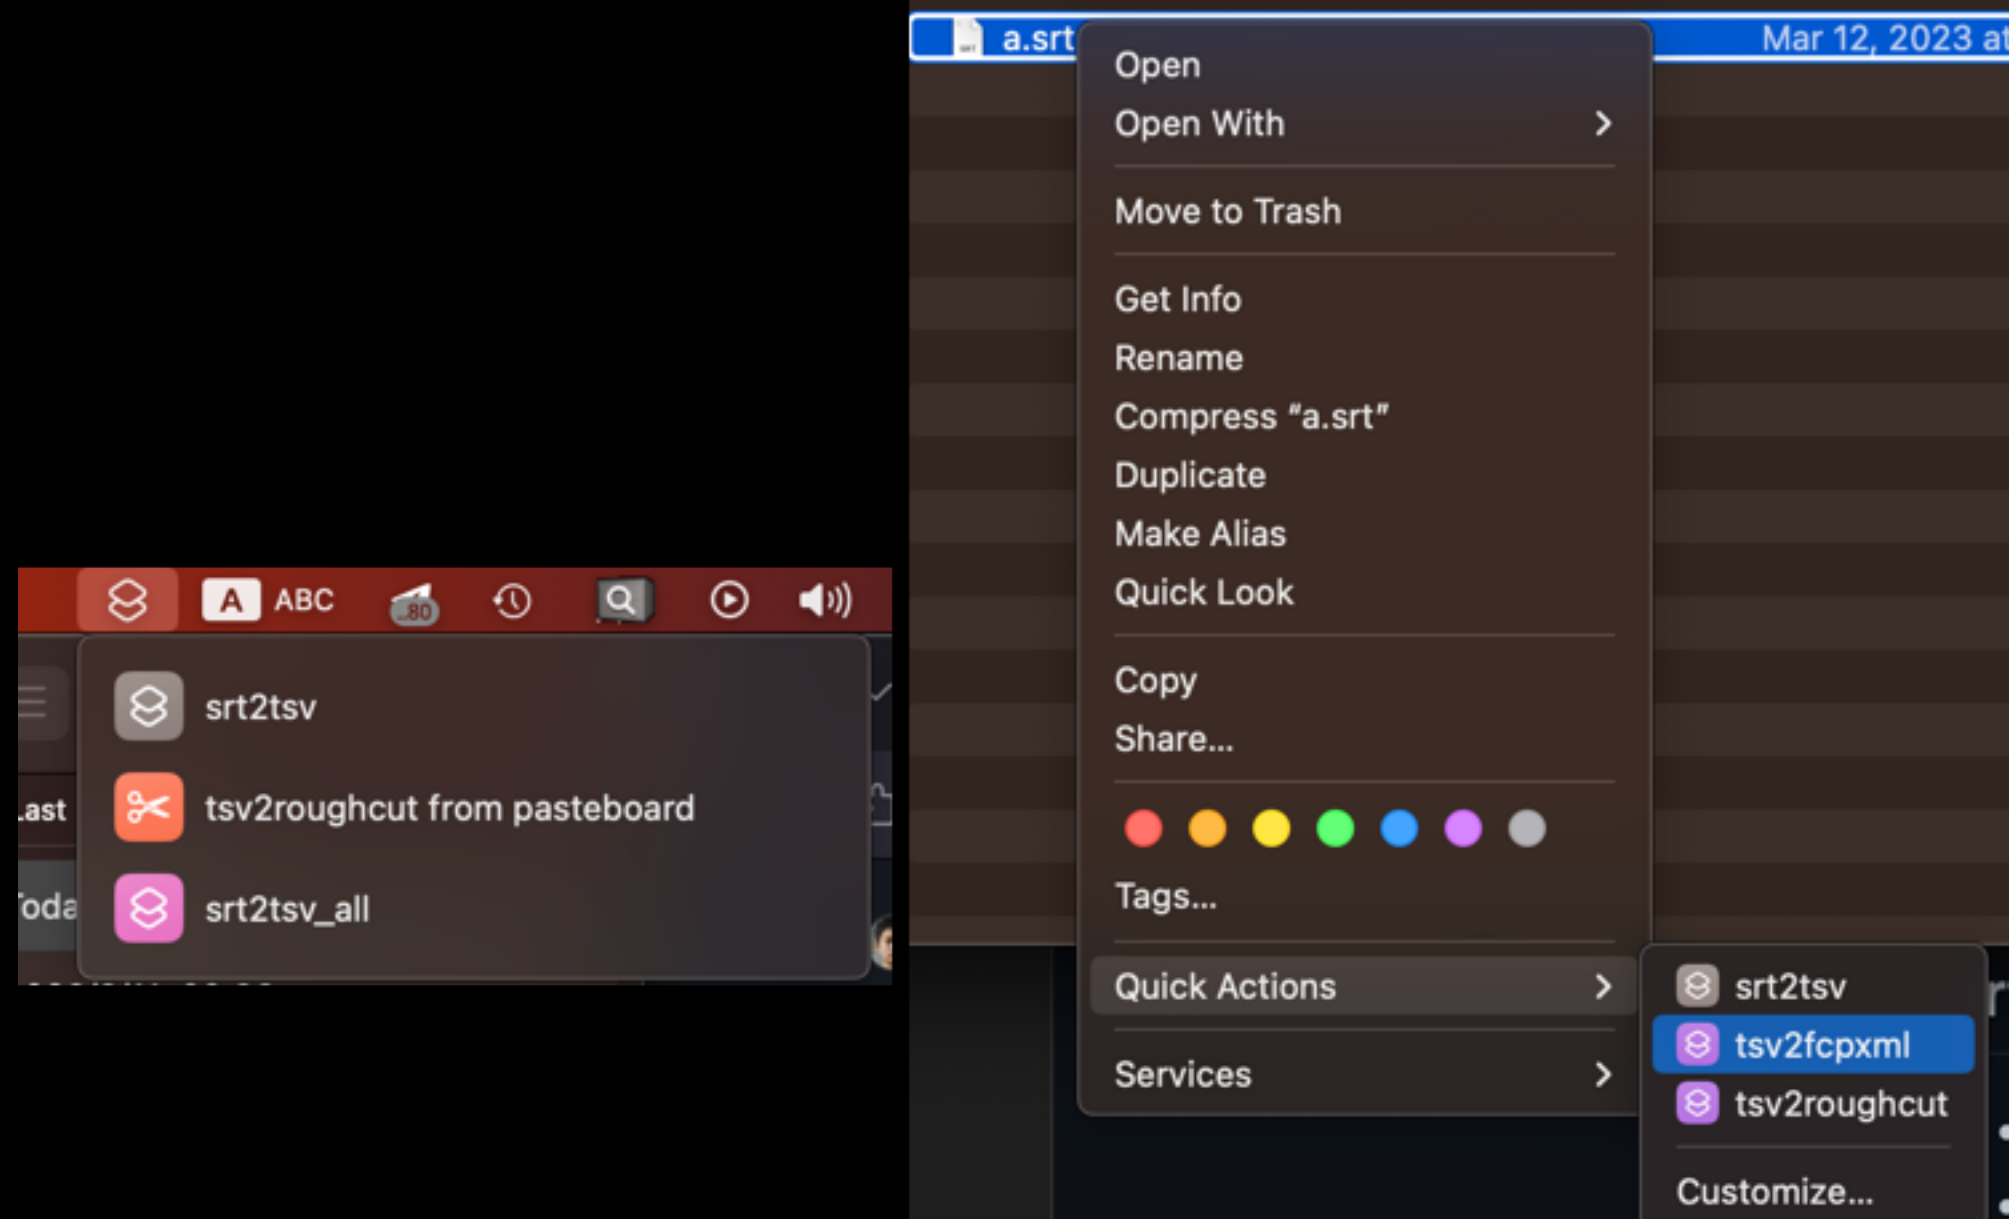 A ABC
..80
srt2tsv
tsv2roughcut from pasteboard
srt2tsv_all
a.srt
Mar 12, 2023 at
Open
Open With
Move to Trash
Get Info
Rename
Compress “a.srt”
Duplicate
Make Alias
Quick Look
Copy
Share...
Tags...
Quick Actions
Services
srt2tsv
tsv2fcpxml
tsv2roughcut
Customize...